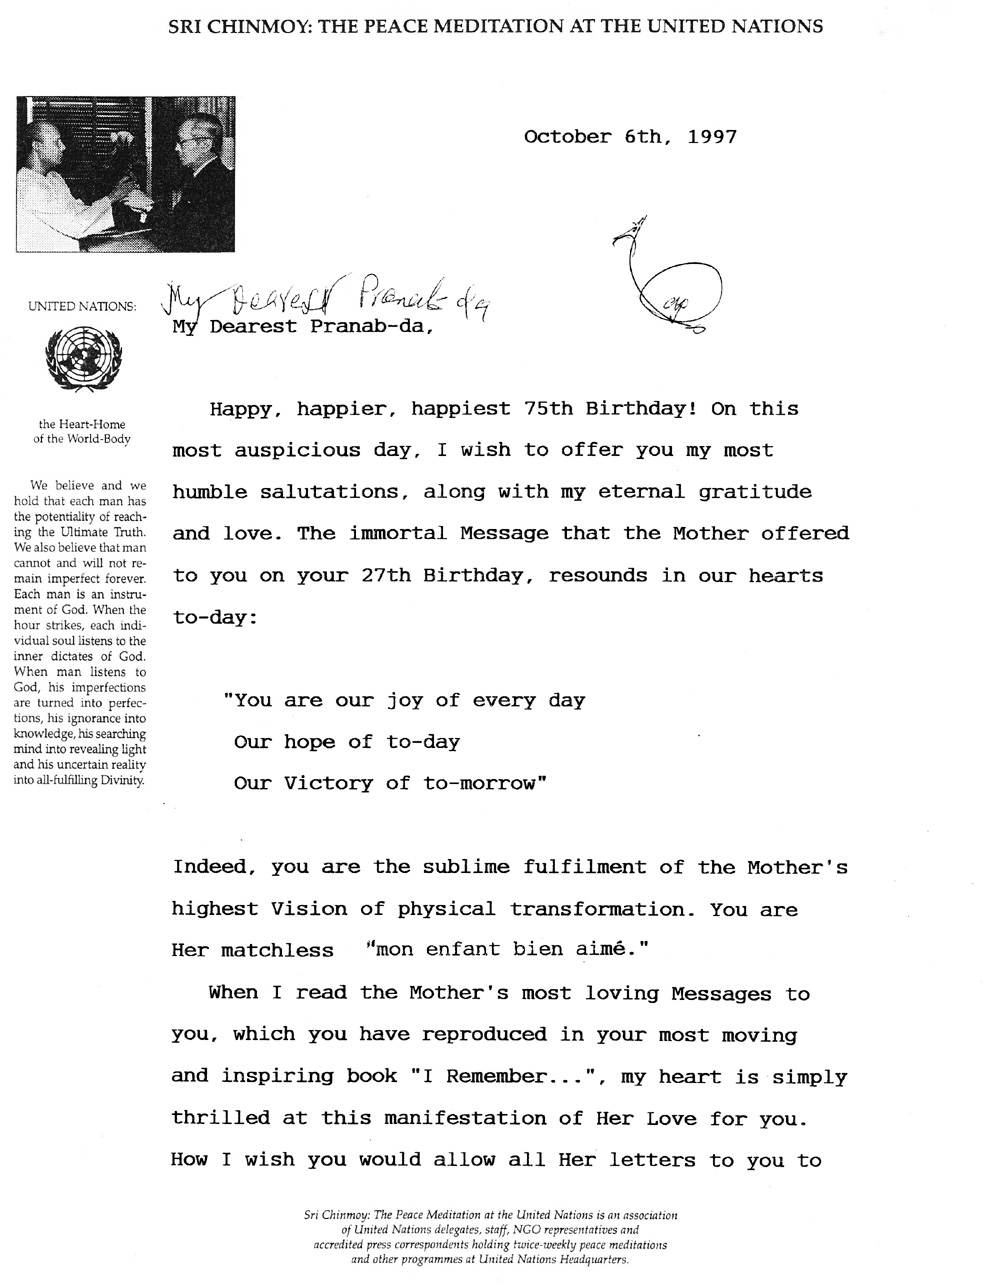 SRI CHINMOY: THE PEACE MEDITATION AT THE UNITED NATIONS
October 6th, 1997
UNITED NATIONS:
the Heart-Home
of the World-Body
We believe and we
hold that each man has
the potentiality of reach-
ing the Ultimate Truth.
We also believe that man
cannot and will not re-
main imperfect forever.
Each man is an instru-
ment of God. When the
hour strikes, each indi-
vidual soul listens to the
inner dictates of God.
When man listens to
God, his imperfections
are turned into perfec-
tions, his ignorance into
knowledge, his searching
mind into revealing light
and his uncertain reality
into all-fulfilling Divinity.
My Dearest Pranab-da
My Dearest Pranab-da,
Happy, happier, happiest 75th Birthday! On this
most auspicious day, I wish to offer you my most
humble salutations, along with my eternal gratitude
and love. The immortal Message that the Mother offered
to you on your 27th Birthday, resounds in our hearts
to-day:
"You are our joy of every day
Our hope of to-day
Our Victory of to-morrow"
Indeed, you are the sublime fulfilment of the Mother's
highest Vision of physical transformation. You are
Her matchless "mon enfant bien aimé."
When I read the Mother's most loving Messages to
you, which you have reproduced in your most moving
and inspiring book "I Remember...", my heart is simply
thrilled at this manifestation of Her Love for you.
How I wish you would allow all Her letters to you to
Sri Chinmoy: The Peace Meditation at the United Nations is an association
of United Nations delegates, staff, NGO representatives and
accredited press correspondents holding twice-weekly peace meditations
and other programmes at United Nations Headquarters.